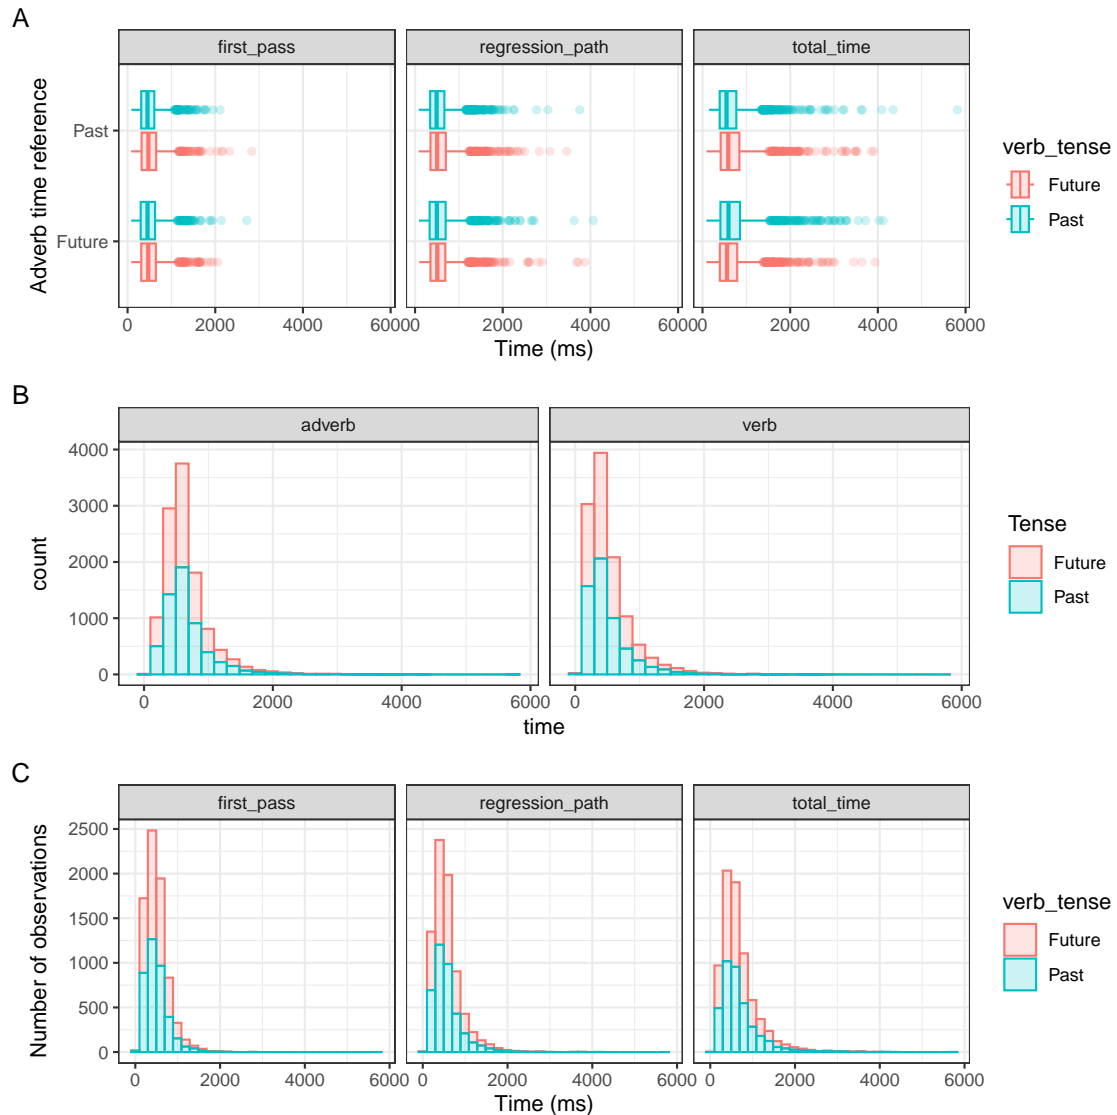 A
first_pass regression_path total_time
Adverb time reference
Past
Future
0 2000 4000 6000 0 2000 4000 6000 0 2000 4000 6000
Time (ms)
verb_tense
Future
Past
B
adverb verb
count
4000
3000
2000
1000
0
0 2000 4000 6000 0 2000 4000 6000
time
Tense
Future
Past
C
first_pass regression_path total_time
Number of observations
2500
2000
1500
1000
500
0
0 2000 4000 6000 0 2000 4000 6000 0 2000 4000 6000
Time (ms)
verb_tense
Future
Past